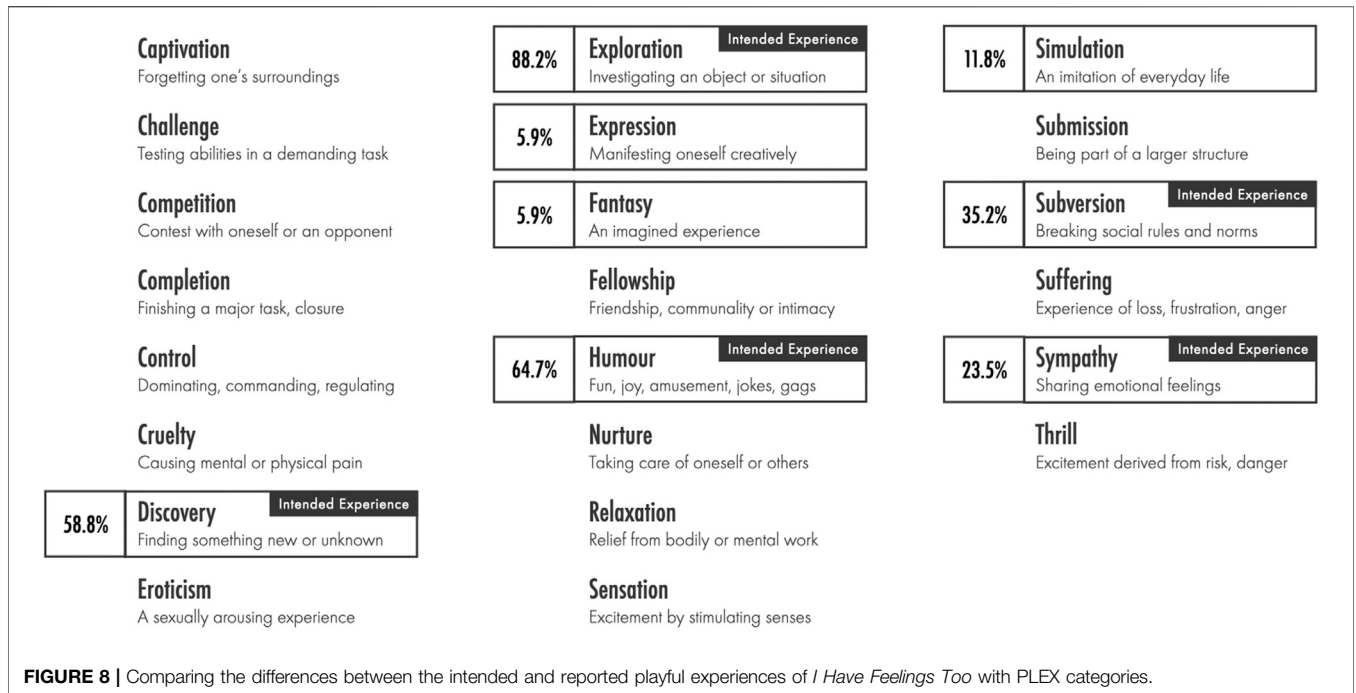 Captivation
Forgetting one's surroundings
Challenge
Testing abilities in a demanding task
Competition
Contest with oneself or an opponent
Completion
Finishing a major task, closure
Control
Dominating, commanding, regulating
Cruelty
Causing mental or physical pain
58.8%
Discovery
Intended Experience
Finding something new or unknown
Eroticism
A sexually arousing experience
88.2%
Exploration
Intended Experience
Investigating an object or situation
5.9%
Expression
Manifesting oneself creatively
5.9%
Fantasy
An imagined experience
Fellowship
Friendship, communality or intimacy
64.7%
Humour
Intended Experience
Fun, joy, amusement, jokes, gags
Nurture
Taking care of oneself or others
Relaxation
Relief from bodily or mental work
Sensation
Excitement by stimulating senses
11.8%
Simulation
An imitation of everyday life
Submission
Being part of a larger structure
35.2%
Subversion
Intended Experience
Breaking social rules and norms
Suffering
Experience of loss, frustration, anger
23.5%
Sympathy
Intended Experience
Sharing emotional feelings
Thrill
Excitement derived from risk, danger
FIGURE 8 | Comparing the differences between the intended and reported playful experiences of I Have Feelings Too with PLEX categories.